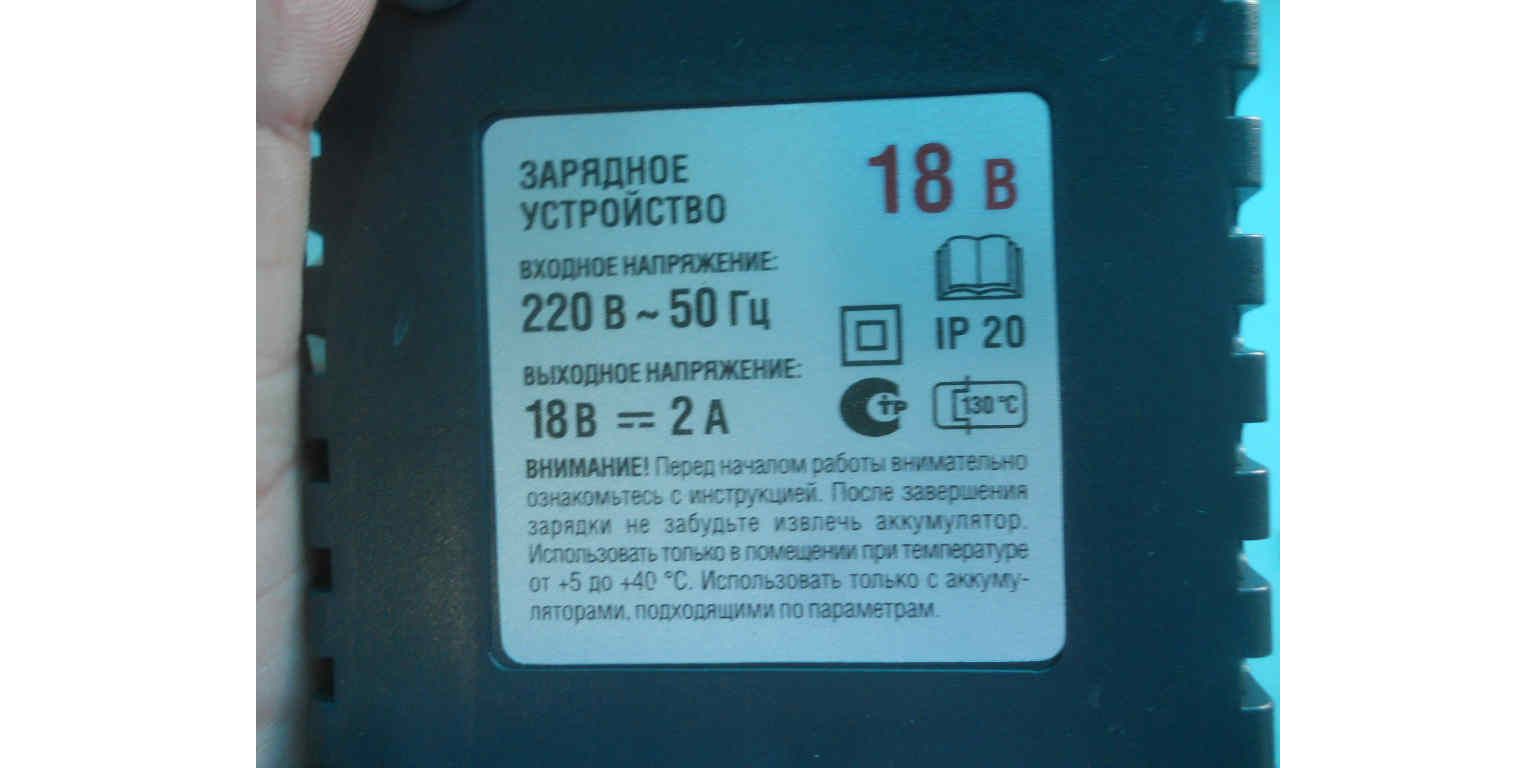 ЗАРЯДНОЕ
УСТРОЙСТВО
18 В
ВХОДНОЕ НАПРЯЖЕНИЕ:
220 В ~ 50 Гц
IP 20
ВЫХОДНОЕ НАПРЯЖЕНИЕ:
18 В ⎓ 2 А
тр
130 °C
ВНИМАНИЕ! Перед началом работы внимательно
ознакомьтесь с инструкцией. После завершения
зарядки не забудьте извлечь аккумулятор.
Использовать только в помещении при температуре
от +5 до +40 °С. Использовать только с аккуму-
ляторами, подходящими по параметрам.